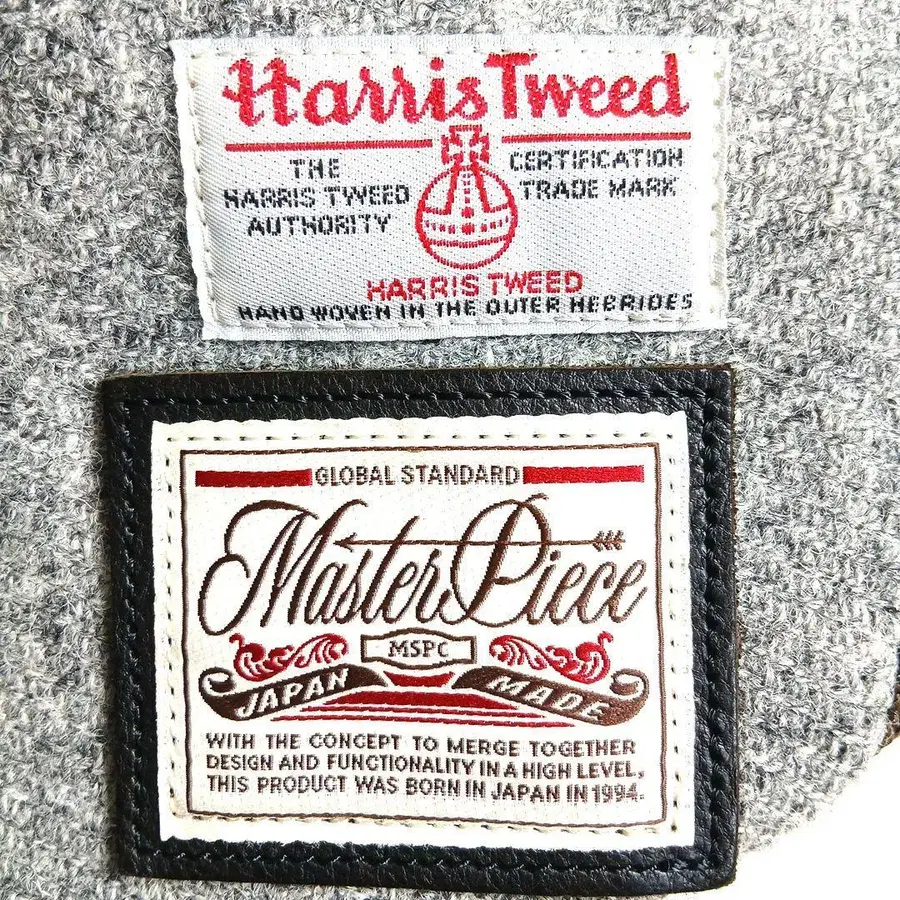 Harris Tweed
THE
HARRIS TWEED
AUTHORITY
CERTIFICATION
TRADE MARK
HARRIS TWEED
HAND WOVEN IN THE OUTER HEBRIDES
GLOBAL STANDARD
Master Piece
MSPC
JAPAN MADE
WITH THE CONCEPT TO MERGE TOGETHER
DESIGN AND FUNCTIONALITY IN A HIGH LEVEL,
THIS PRODUCT WAS BORN IN JAPAN IN 1994.